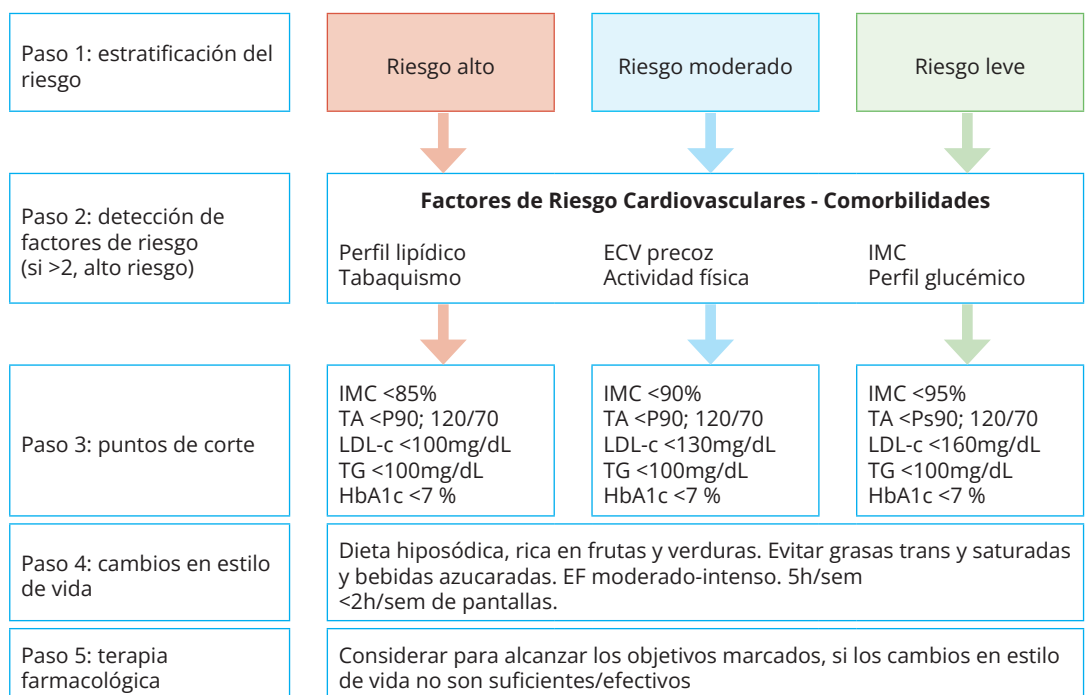 Paso 1: estratificación del
riesgo
Riesgo alto
Riesgo moderado
Riesgo leve
Paso 2: detección de
factores de riesgo
(si >2, alto riesgo)
Factores de Riesgo Cardiovasculares - Comorbilidades
Perfil lipídico
Tabaquismo
ECV precoz
Actividad física
IMC
Perfil glucémico
Paso 3: puntos de corte
IMC <85%
TA <P90; 120/70
LDL-c <100mg/dL
TG <100mg/dL
HbA1c <7 %
IMC <90%
TA <P90; 120/70
LDL-c <130mg/dL
TG <100mg/dL
HbA1c <7 %
IMC <95%
TA <Ps90; 120/70
LDL-c <160mg/dL
TG <100mg/dL
HbA1c <7 %
Paso 4: cambios en estilo
de vida
Dieta hiposódica, rica en frutas y verduras. Evitar grasas trans y saturadas
y bebidas azucaradas. EF moderado-intenso. 5h/sem
<2h/sem de pantallas.
Paso 5: terapia
farmacológica
Considerar para alcanzar los objetivos marcados, si los cambios en estilo
de vida no son suficientes/efectivos